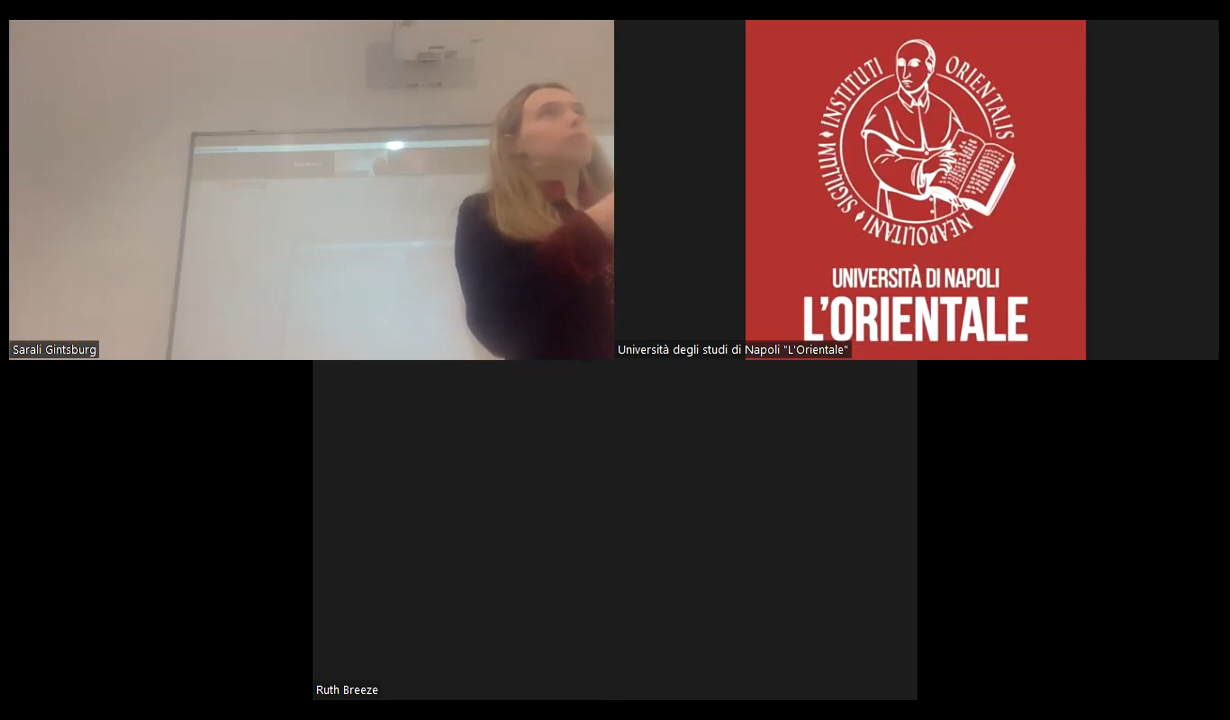 SIGILLUM INSTITUTI ORIENTALIS NEAPOLITANI
UNIVERSITÀ DI NAPOLI
L'ORIENTALE
Sarali Gintsburg
Università degli studi di Napoli "L'Orientale"
Ruth Breeze